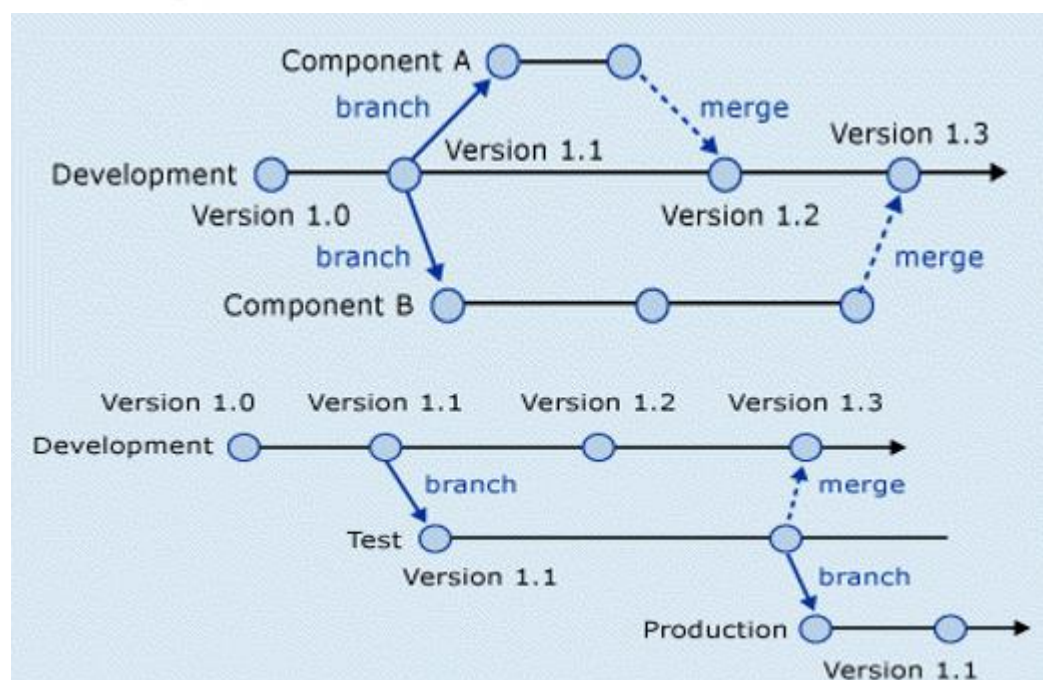 Component A
branch
merge
Version 1.1
Version 1.3
Development
Version 1.0
Version 1.2
branch
merge
Component B
Version 1.0 Version 1.1 Version 1.2 Version 1.3
Development
branch
merge
Test
Version 1.1
branch
Production
Version 1.1